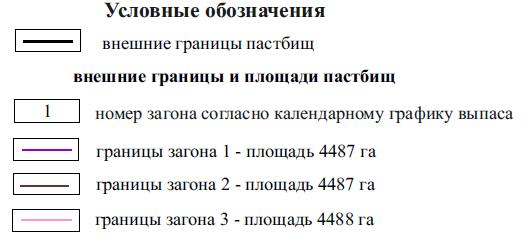 Условные обозначения
внешние границы пастбищ
внешние границы и площади пастбищ
1 номер загона согласно календарному графику выпаса
границы загона 1 - площадь 4487 га
границы загона 2 - площадь 4487 га
границы загона 3 - площадь 4488 га